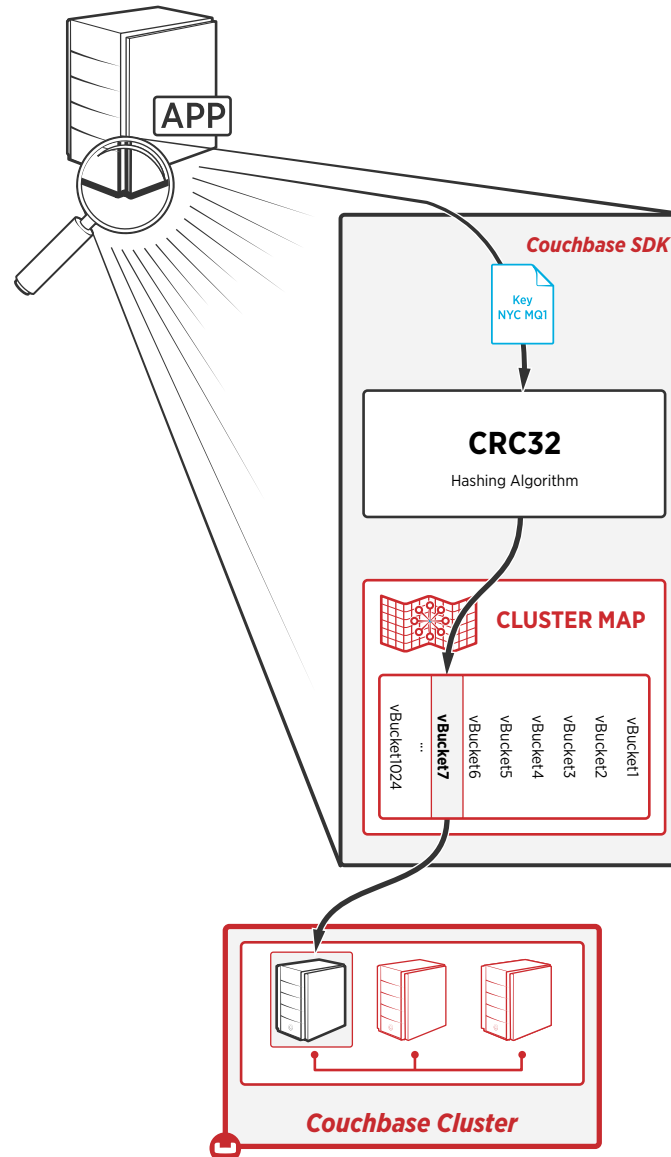 APP
Couchbase SDK
Key
NYC MQ1
CRC32
Hashing Algorithm
CLUSTER MAP
vBucket1
vBucket2
vBucket3
vBucket4
vBucket5
vBucket6
vBucket7
...
vBucket1024
Couchbase Cluster